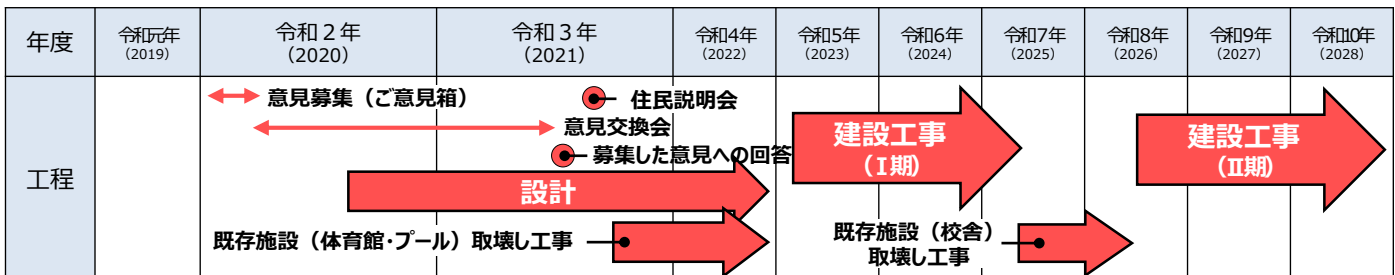 年度
令和元年
(2019)
令和２年
(2020)
令和３年
(2021)
令和4年
(2022)
令和5年
(2022)
令和6年
(2024)
令和7年
(2025)
令和8年
(2026)
令和9年
(2027)
令和10年
(2028)
工程
意見募集（ご意見箱）
住民説明会
意見交換会
募集した意見への回答
設計
既存施設（体育館・プール）取壊し工事
建設工事
（Ⅰ期）
既存施設（校舎）
取壊し工事
建設工事
（Ⅱ期）